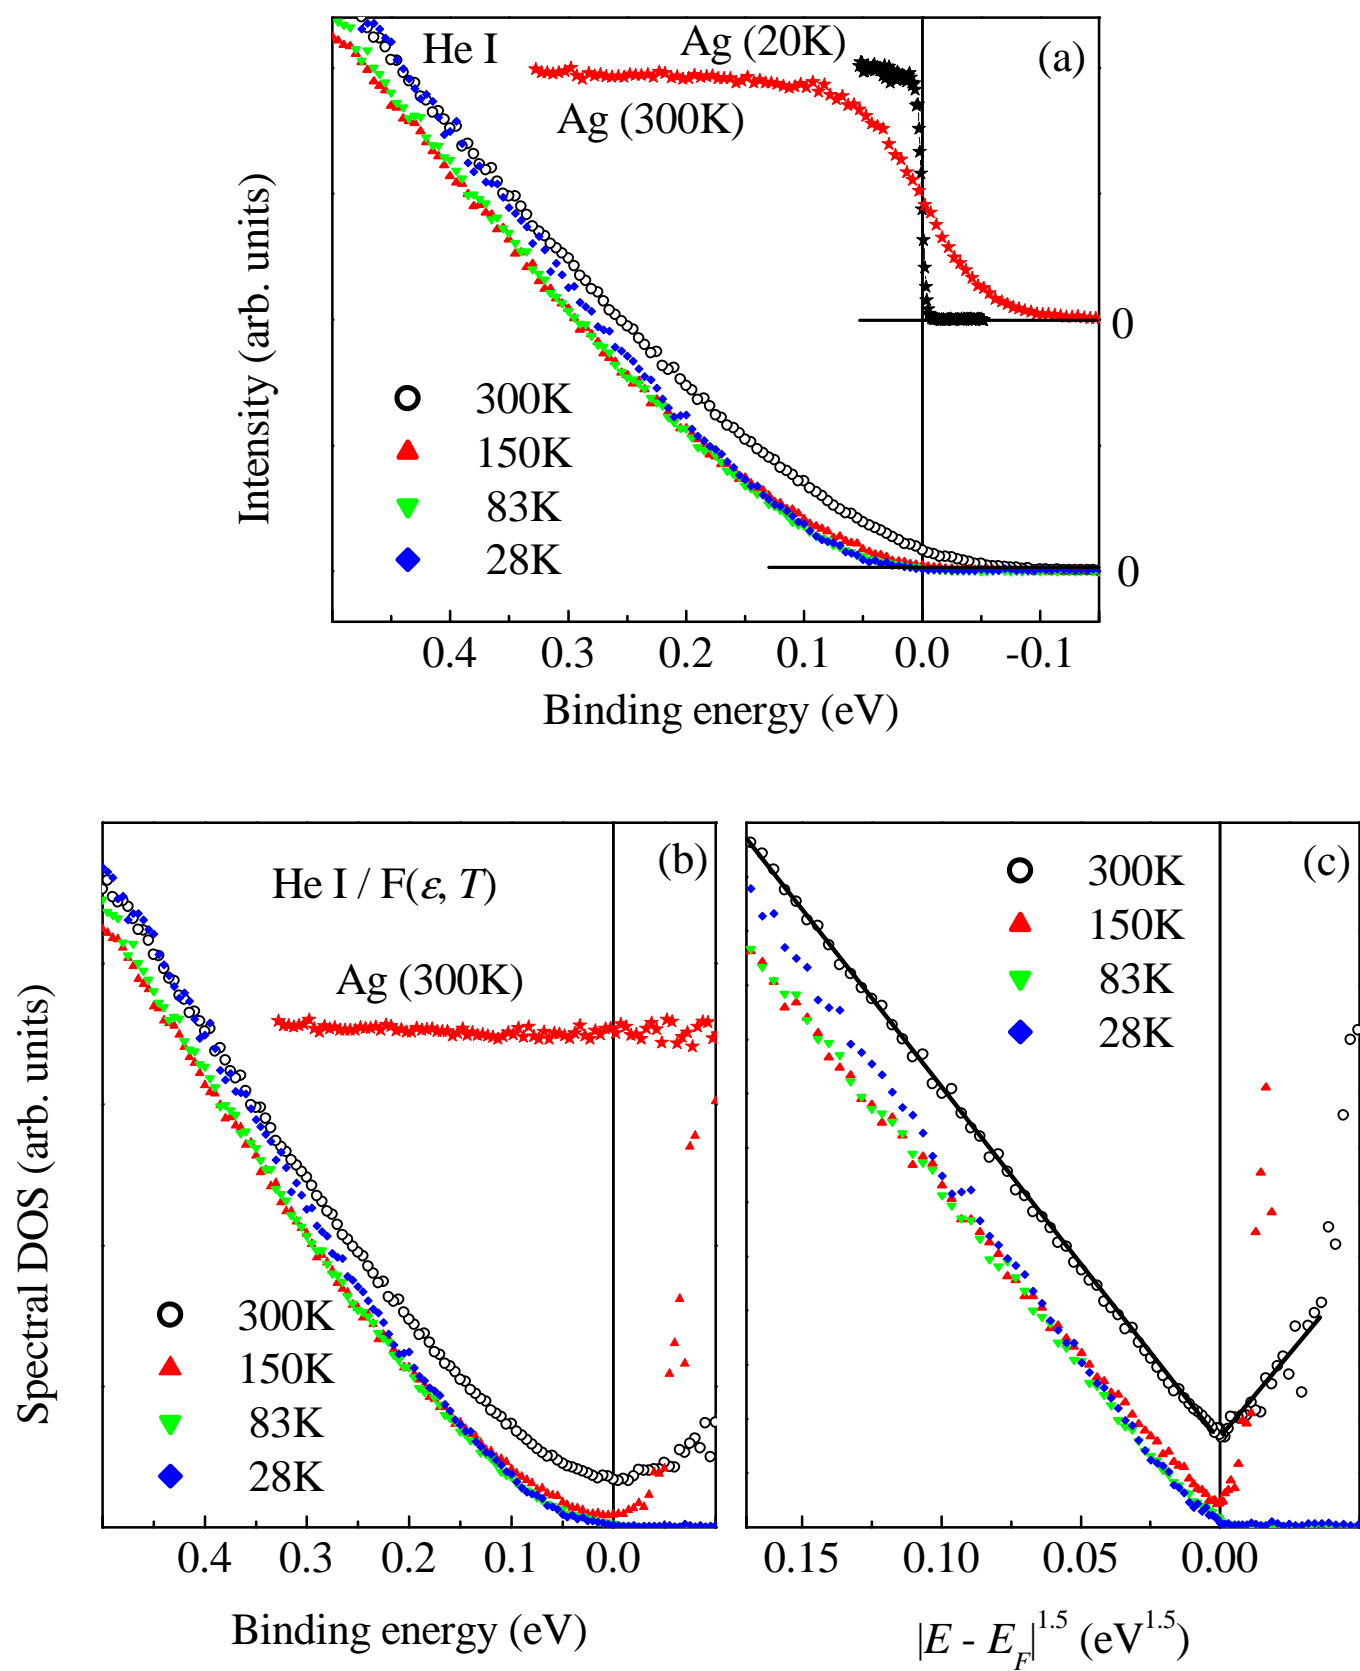 He I
Ag (20K)
(a)
Ag (300K)
Intensity (arb. units)
0
300K
150K
83K
28K
0
0.4 0.3 0.2 0.1 0.0 -0.1
Binding energy (eV)
(b)
He I / F(ε, T)
Ag (300K)
Spectral DOS (arb. units)
300K
150K
83K
28K
0.4 0.3 0.2 0.1 0.0
Binding energy (eV)
(c)
300K
150K
83K
28K
0.15 0.10 0.05 0.00
|E - E_F|^1.5 (eV^1.5)